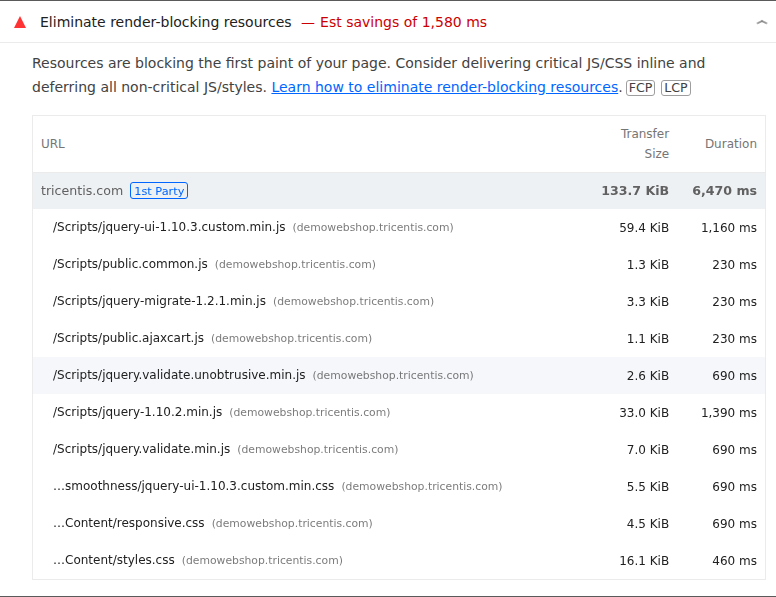 Eliminate render-blocking resources — Est savings of 1,580 ms
Resources are blocking the first paint of your page. Consider delivering critical JS/CSS inline and
deferring all non-critical JS/styles. Learn how to eliminate render-blocking resources. FCP LCP
URL Transfer Size Duration
tricentis.com 1st Party 133.7 KiB 6,470 ms
/Scripts/jquery-ui-1.10.3.custom.min.js (demowebshop.tricentis.com) 59.4 KiB 1,160 ms
/Scripts/public.common.js (demowebshop.tricentis.com) 1.3 KiB 230 ms
/Scripts/jquery-migrate-1.2.1.min.js (demowebshop.tricentis.com) 3.3 KiB 230 ms
/Scripts/public.ajaxcart.js (demowebshop.tricentis.com) 1.1 KiB 230 ms
/Scripts/jquery.validate.unobtrusive.min.js (demowebshop.tricentis.com) 2.6 KiB 690 ms
/Scripts/jquery-1.10.2.min.js (demowebshop.tricentis.com) 33.0 KiB 1,390 ms
/Scripts/jquery.validate.min.js (demowebshop.tricentis.com) 7.0 KiB 690 ms
…smoothness/jquery-ui-1.10.3.custom.min.css (demowebshop.tricentis.com) 5.5 KiB 690 ms
…Content/responsive.css (demowebshop.tricentis.com) 4.5 KiB 690 ms
…Content/styles.css (demowebshop.tricentis.com) 16.1 KiB 460 ms